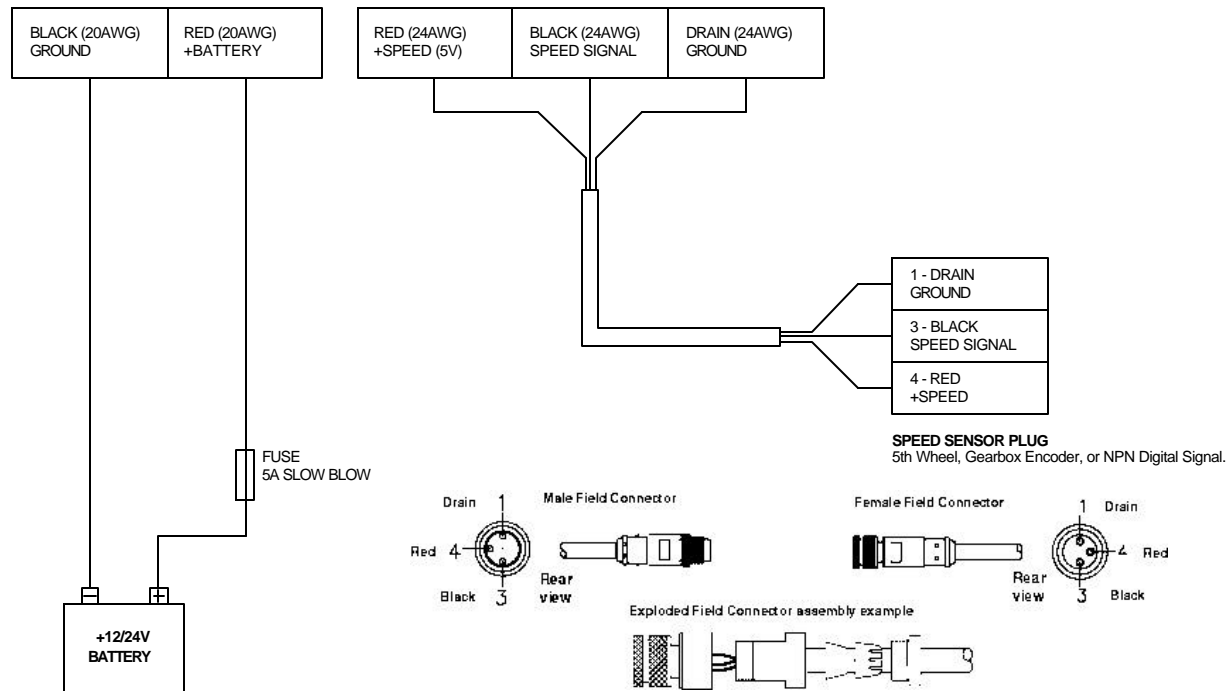 BLACK (20AWG)
GROUND
RED (20AWG)
+BATTERY
RED (24AWG)
+SPEED (5V)
BLACK (24AWG)
SPEED SIGNAL
DRAIN (24AWG)
GROUND
1 - DRAIN
GROUND
3 - BLACK
SPEED SIGNAL
4 - RED
+SPEED
SPEED SENSOR PLUG
5th Wheel, Gearbox Encoder, or NPN Digital Signal.
FUSE
5A SLOW BLOW
Drain 1
Male Field Connector
Red 4
Black 3
Rear
view
Female Field Connector
1 Drain
4 Red
3 Black
Rear
view
Exploded Field Connector assembly example
- +
+12/24V
BATTERY